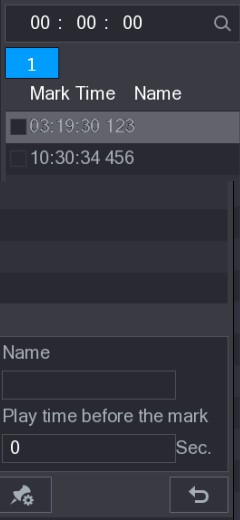 00 : 00 : 00
1
Mark Time Name
03:19:30 123
10:30:34 456
Name
Play time before the mark
0 Sec.